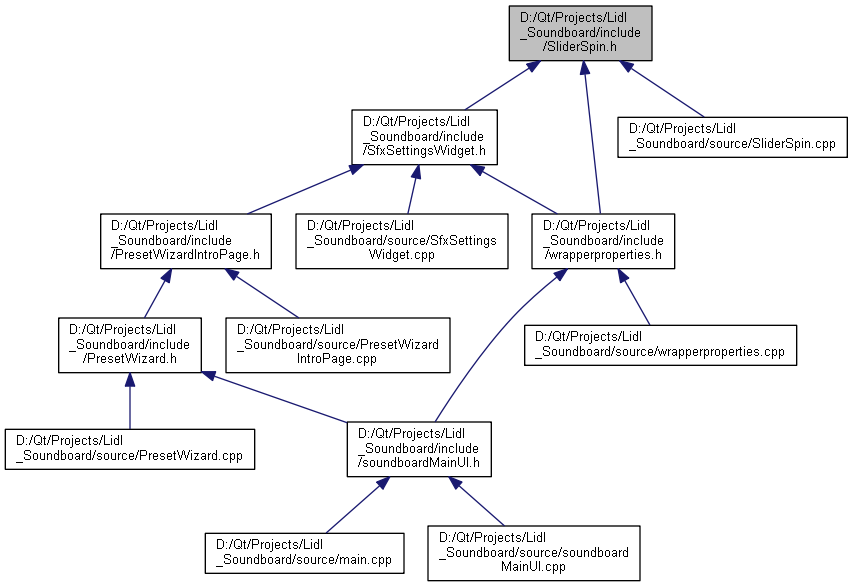 D:/Qt/Projects/Lidl
_Soundboard/include
/SliderSpin.h
D:/Qt/Projects/Lidl
_Soundboard/include
/SfxSettingsWidget.h
D:/Qt/Projects/Lidl
_Soundboard/source/SliderSpin.cpp
D:/Qt/Projects/Lidl
_Soundboard/include
/PresetWizardIntroPage.h
D:/Qt/Projects/Lidl
_Soundboard/source/SfxSettings
Widget.cpp
D:/Qt/Projects/Lidl
_Soundboard/include
/wrapperproperties.h
D:/Qt/Projects/Lidl
_Soundboard/include
/PresetWizard.h
D:/Qt/Projects/Lidl
_Soundboard/source/PresetWizard
IntroPage.cpp
D:/Qt/Projects/Lidl
_Soundboard/source/wrapperproperties.cpp
D:/Qt/Projects/Lidl
_Soundboard/source/PresetWizard.cpp
D:/Qt/Projects/Lidl
_Soundboard/include
/soundboardMainUI.h
D:/Qt/Projects/Lidl
_Soundboard/source/main.cpp
D:/Qt/Projects/Lidl
_Soundboard/source/soundboard
MainUI.cpp